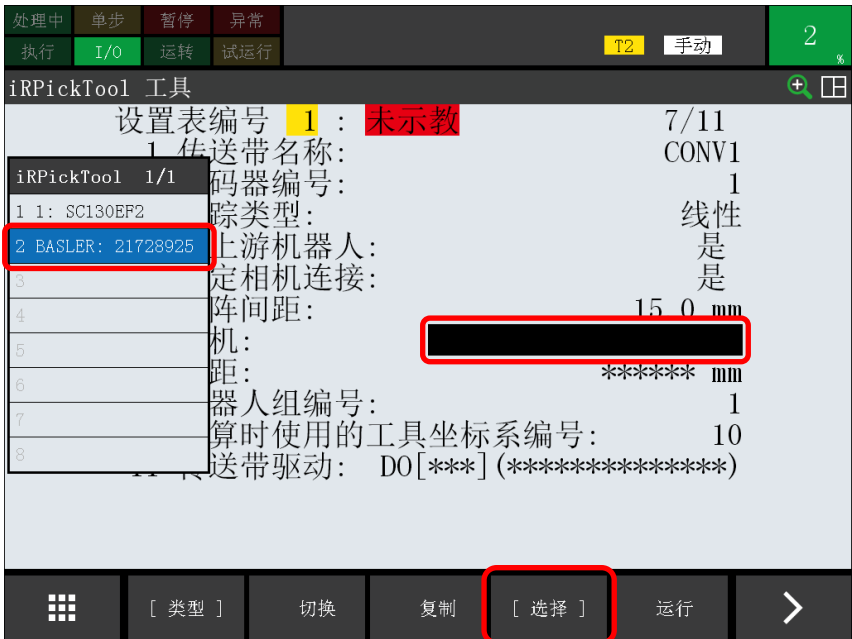 处理中 单步 暂停 异常
执行 I/O 运转 试运行
T2 手动
2 %
iRPickTool 工具
设置表编号 1 : 未示教 7/11
1 传送带名称: CONV1
码器编号: 1
踪类型: 线性
上游机器人: 是
定相机连接: 是
阵间距: 15.0 mm
机:
距: ****** mm
器人组编号: 1
算时使用的工具坐标系编号: 10
11 传送带驱动: DO[***](**************)
iRPickTool 1/1
1 1: SC130EF2
2 BASLER: 21728925
3
4
5
6
7
8
[ 类型 ] 切换 复制 [ 选择 ] 运行